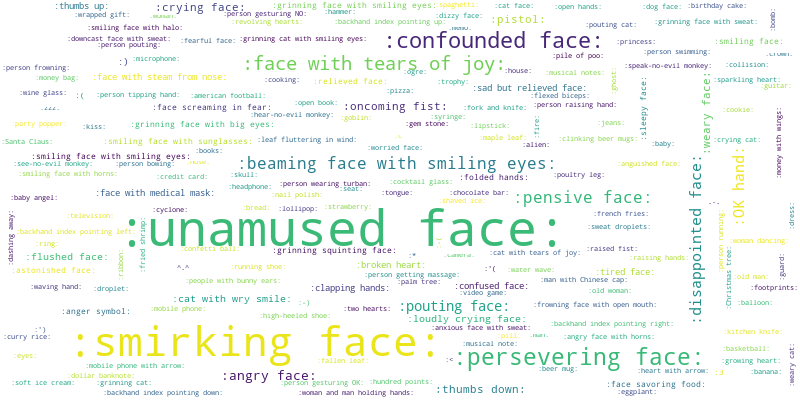 :thumbs up:
:crying face:
:grinning face with smiling eyes:
:spaghetti:
:cat face:
:open hands:
:dog face:
:birthday cake:
:wrapped gift:
:woman:
:person gesturing NO:
:hammer:
:dizzy face:
:pistol:
:pouting cat:
:grinning face with sweat:
:bomb:
:revolving hearts:
:backhand index pointing up:
:memo:
:smiling face with halo:
:downcast face with sweat:
:fearful face:
:grinning cat with smiling eyes:
:confounded face:
:princess:
:smiling face:
:person pouting:
:person swimming:
:crown:
:)
:microphone:
:face with tears of joy:
:house:
:pile of poo:
:person frowning:
:ogre:
:musical notes:
:speak-no-evil monkey:
:collision:
:money bag:
:face with steam from nose:
:cooking:
:relieved face:
:trophy:
:flexed biceps:
:ghost:
:sparkling heart:
:guitar:
:wine glass:
:(
:person tipping hand:
:american football:
:pizza:
:sad but relieved face:
:zzz:
:face screaming in fear:
:open book:
:oncoming fist:
:fork and knife:
:person raising hand:
:cookie:
:hear-no-evil monkey:
:goblin:
:syringe:
:party popper:
:kiss:
:grinning face with big eyes:
:gem stone:
:lipstick:
:fire:
:jeans:
:sleepy face:
:weary face:
:money with wings:
:Santa Claus:
:smiling face with sunglasses:
:leaf fluttering in wind:
:maple leaf:
:clinking beer mugs:
:crying cat:
:books:
:worried face:
:alien:
:baby:
:smiling face with smiling eyes:
:see-no-evil monkey:
:person bowing:
:rose:
:beaming face with smiling eyes:
:anguished face:
:OK hand:
:smiling face with horns:
:credit card:
:skull:
:folded hands:
:poultry leg:
:headphone:
:person wearing turban:
:cocktail glass:
:face with medical mask:
:seat:
:tongue:
:chocolate bar:
:pensive face:
:baby angel:
:nail polish:
:shaved ice:
:dashing away:
:cyclone:
:bread:
:lollipop:
:strawberry:
:french fries:
:dress:
:television:
:unamused face:
:sweat droplets:
:backhand index pointing left:
:fried shrimp:
:disappointed face:
:person running:
:woman dancing:
:ring:
:confetti ball:
:grinning squinting face:
:*
:camera:
:cat with tears of joy:
:raised fist:
:flushed face:
:raising hands:
:guard:
:astonished face:
:ribbon:
^_^
:running shoe:
:broken heart:
:person getting massage:
:'(
:water wave:
:tired face:
:Christmas tree:
:old man:
:people with bunny ears:
:palm tree:
:man with Chinese cap:
:waving hand:
:droplet:
:clapping hands:
:confused face:
:video game:
:old woman:
:footprints:
:cat with wry smile:
:-)
:balloon:
:anger symbol:
:mobile phone:
:two hearts:
:pouting face:
:frowning face with open mouth:
:high-heeled shoe:
:loudly crying face:
:backhand index pointing right:
:')
:anxious face with sweat:
:kitchen knife:
:curry rice:
:smirking face:
:pill:
:man:
:angry face with horns:
:musical note:
:basketball:
:eyes:
:fallen leaf:
:<
:persevering face:
:growing heart:
:weary cat:
:mobile phone with arrow:
:beer mug:
:heart with arrow:
:banana:
:dollar banknote:
:angry face:
:soft ice cream:
:grinning cat:
:person gesturing OK:
:hundred points:
:thumbs down:
:face savoring food:
:backhand index pointing down:
:woman and man holding hands:
:eggplant: